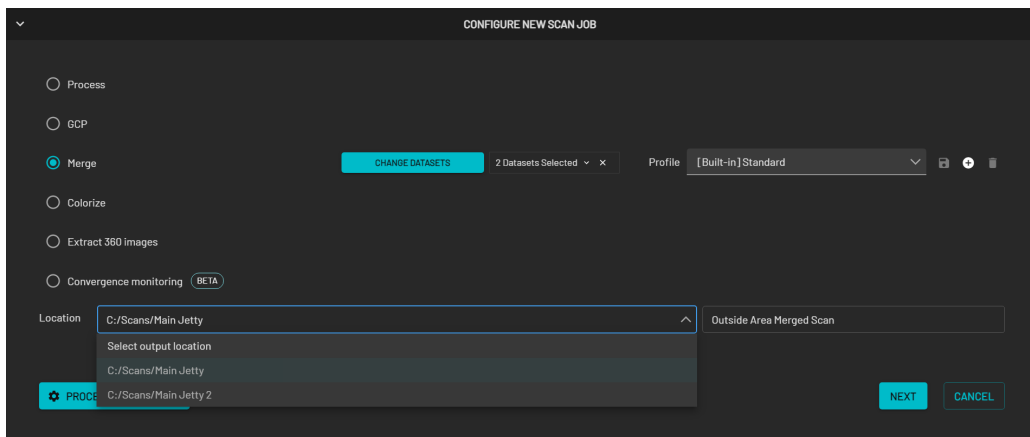 CONFIGURE NEW SCAN JOB
Process
GCP
Merge
CHANGE DATASETS
2 Datasets Selected
Profile
[Built-in] Standard
Colorize
Extract 360 images
Convergence monitoring
BETA
Location
C:/Scans/Main Jetty
Outside Area Merged Scan
Select output location
C:/Scans/Main Jetty
C:/Scans/Main Jetty 2
PROCE
NEXT
CANCEL